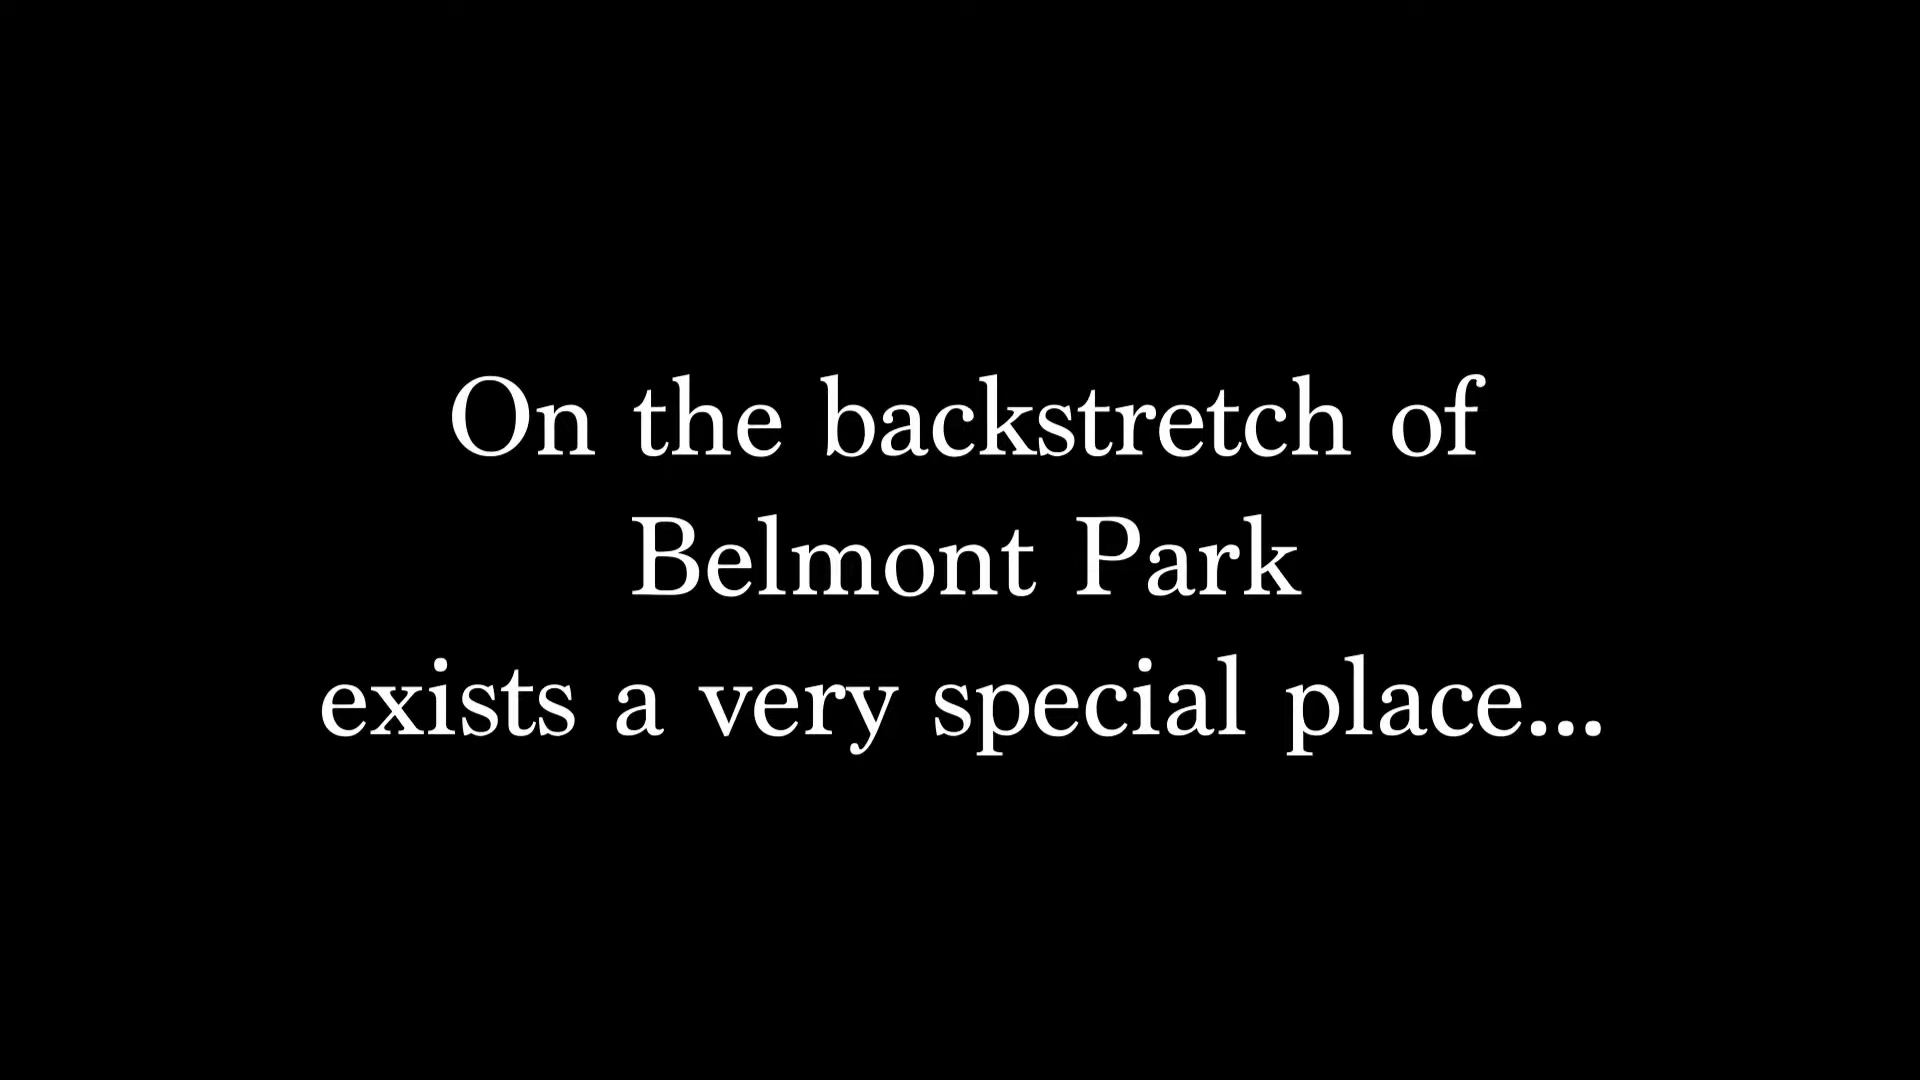 On the backstretch of
Belmont Park
exists a very special place...